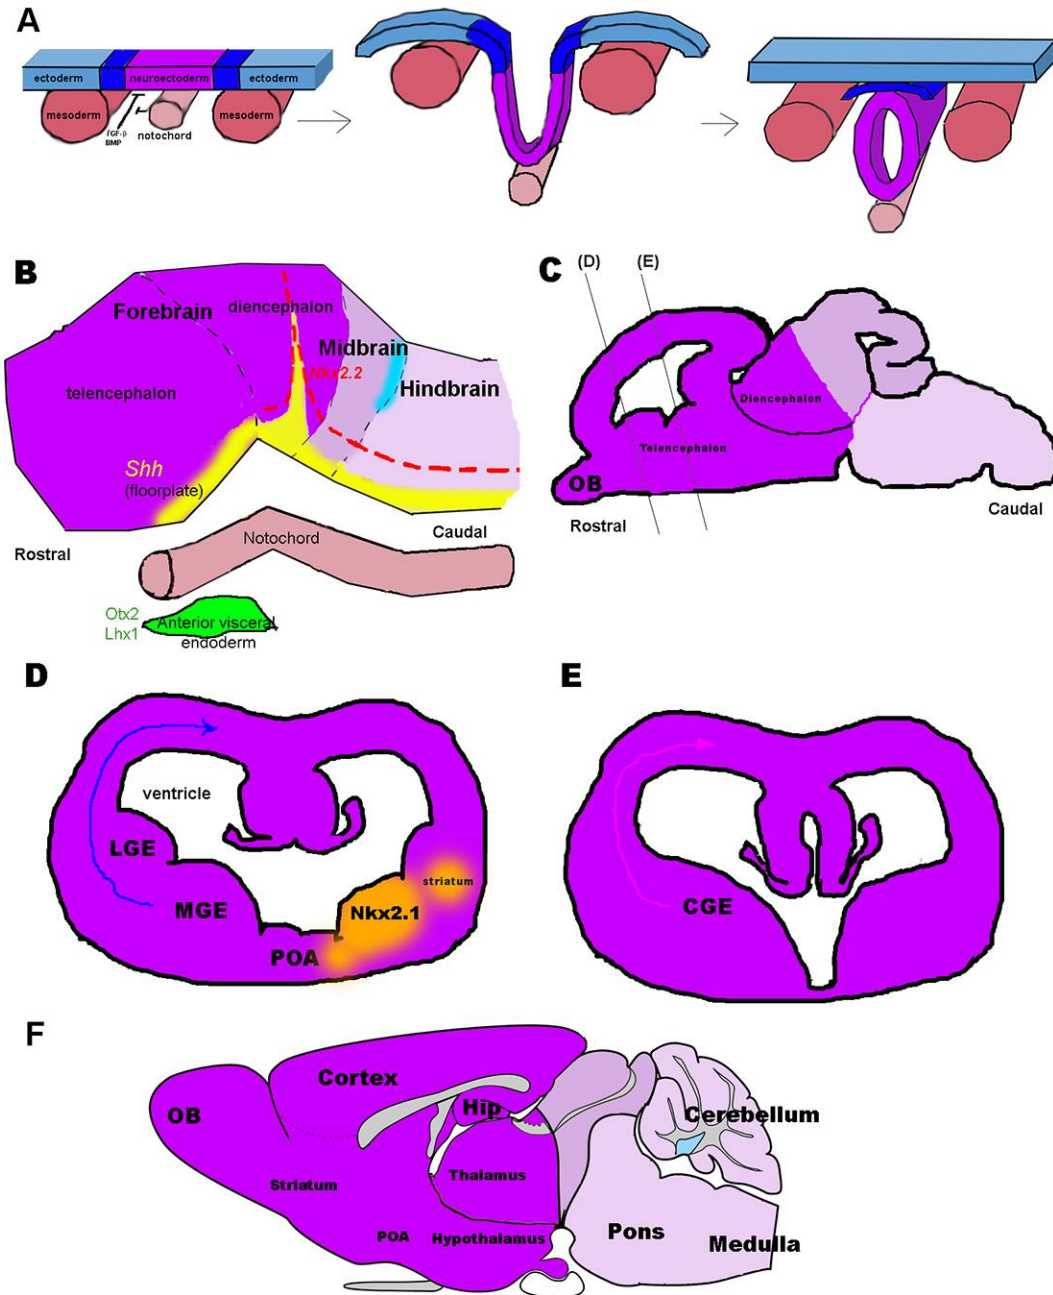 A
ectoderm neuroectoderm ectoderm
mesoderm mesoderm
TGF-β
BMP
notochord
B
Forebrain diencephalon
Midbrain
Nkx2.2
Hindbrain
telencephalon
Shh
(floorplate)
Rostral
Caudal
Notochord
Otx2
Lhx1
Anterior visceral
endoderm
C
(D) (E)
Diencephalon
Telencephalon
OB
Rostral
Caudal
D
ventricle
LGE
MGE
POA
Nkx2.1
striatum
E
CGE
F
OB
Cortex
Hip
Cerebellum
Thalamus
Striatum
POA
Hypothalamus
Pons
Medulla